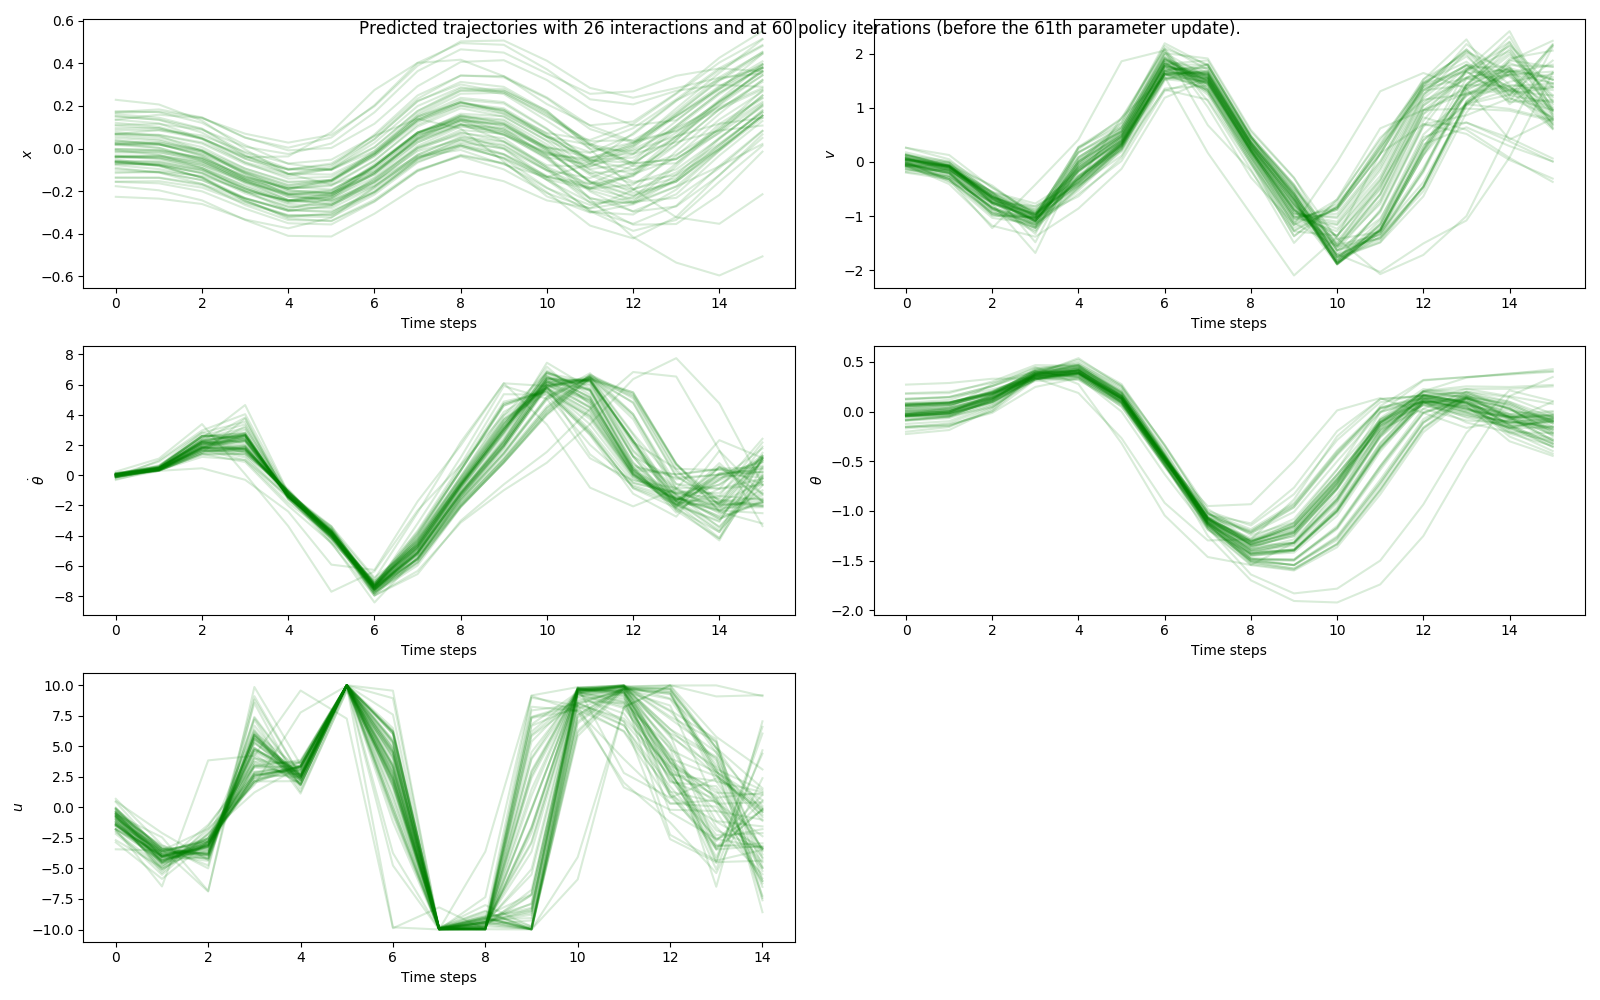 Predicted trajectories with 26 interactions and at 60 policy iterations (before the 61th parameter update).
0.6
0.4
0.2
0.0
−0.2
−0.4
−0.6
x
0 2 4 6 8 10 12 14
Time steps
2
1
0
−1
−2
v
0 2 4 6 8 10 12 14
Time steps
8
6
4
2
0
−2
−4
−6
−8
θ̇
0 2 4 6 8 10 12 14
Time steps
0.5
0.0
−0.5
−1.0
−1.5
−2.0
θ
0 2 4 6 8 10 12 14
Time steps
10.0
7.5
5.0
2.5
0.0
−2.5
−5.0
−7.5
−10.0
u
0 2 4 6 8 10 12 14
Time steps